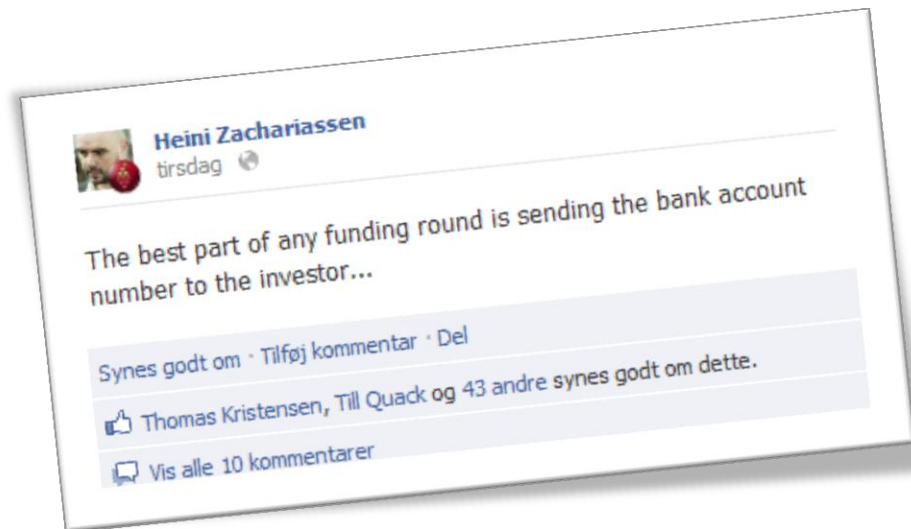 Heini Zachariassen
tirsdag
The best part of any funding round is sending the bank account
number to the investor...
Synes godt om · Tilføj kommentar · Del
Thomas Kristensen, Till Quack og 43 andre synes godt om dette.
Vis alle 10 kommentarer